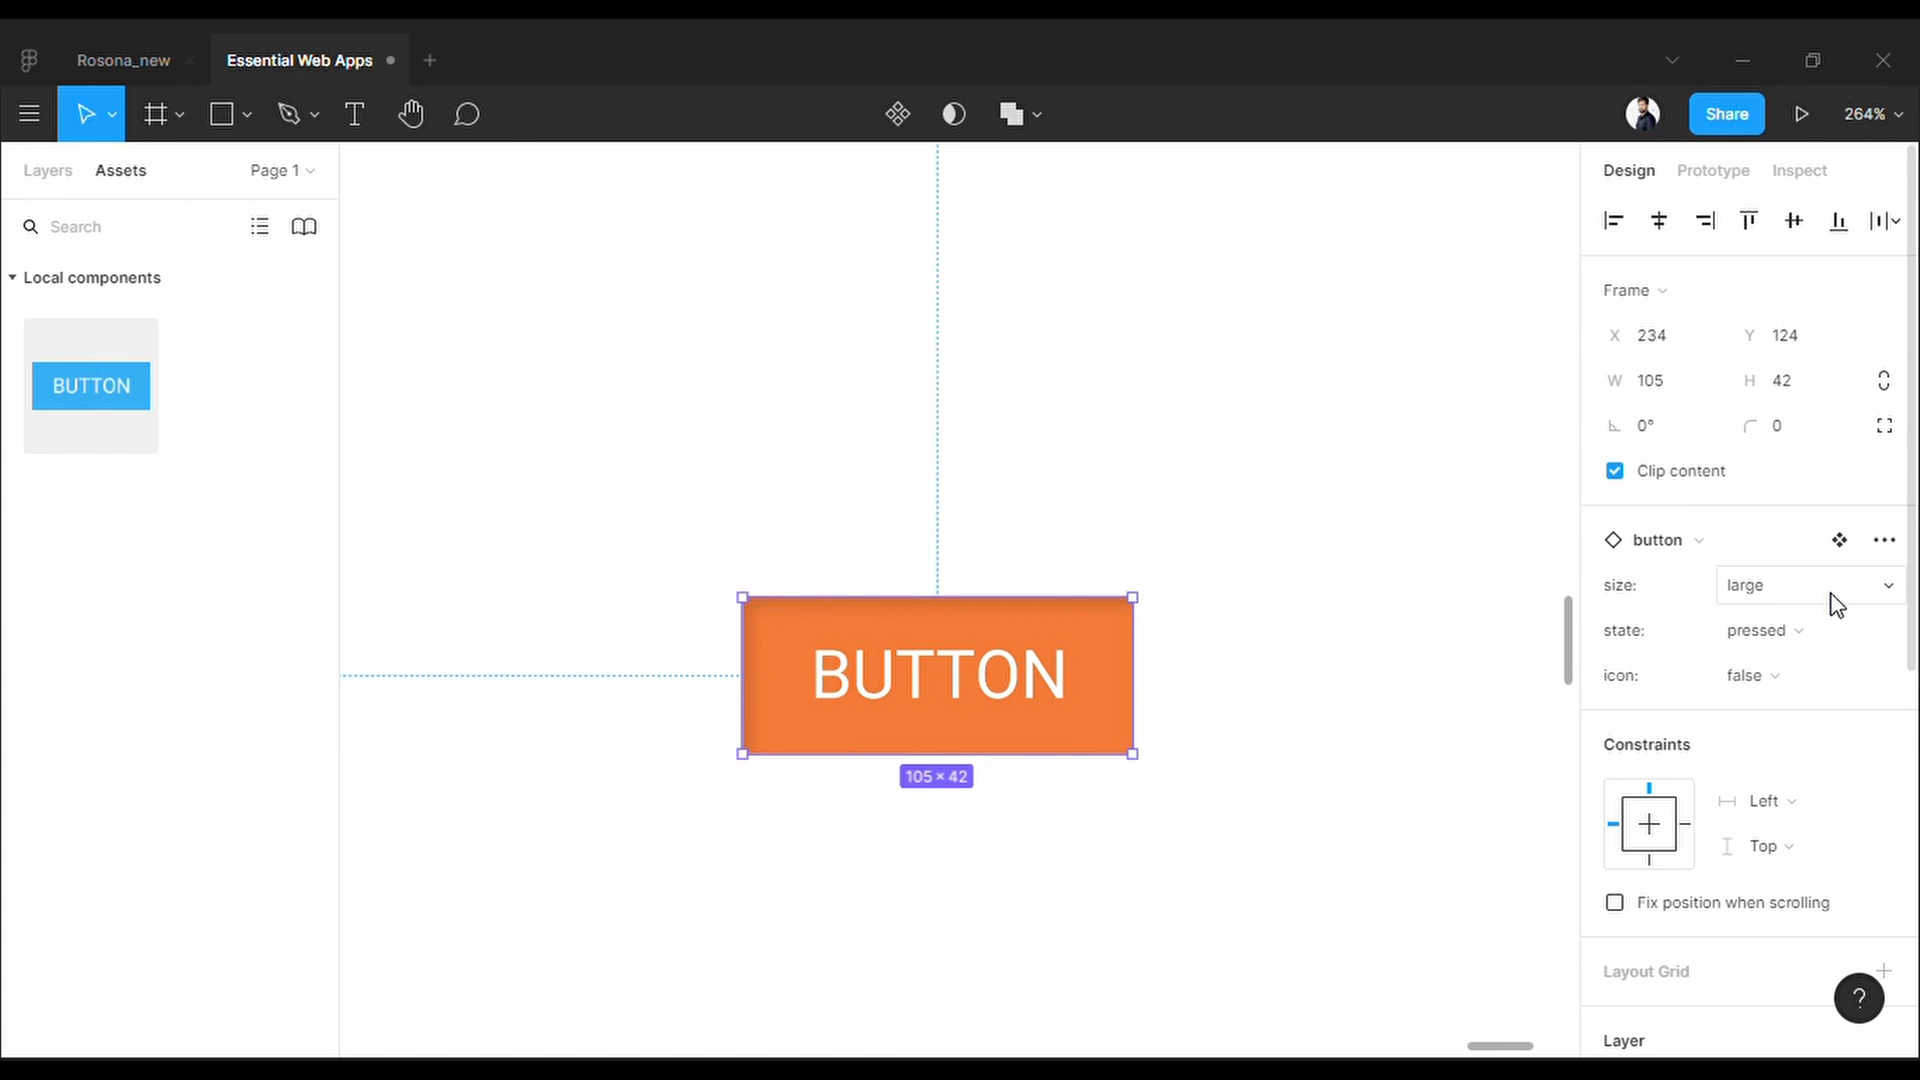 Rosona_new
Essential Web Apps
Share
264%
Layers
Assets
Page 1
Design
Prototype
Inspect
Search
Local components
BUTTON
Frame
X 234
Y 124
W 105
H 42
0°
0
Clip content
button
size: large
state: pressed
icon: false
BUTTON
105 × 42
Constraints
Left
Top
Fix position when scrolling
Layout Grid
?
Layer